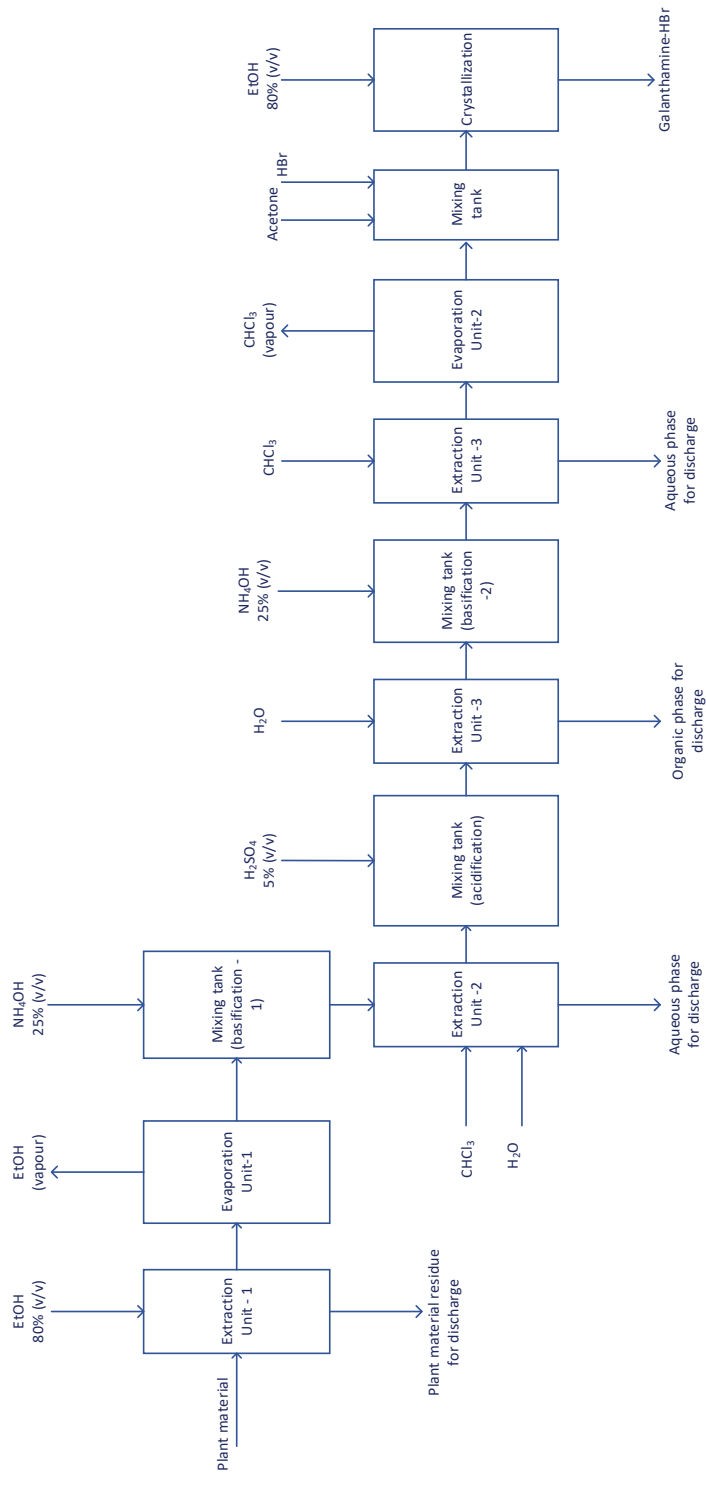 EtOH
80% (v/v)
EtOH
(vapour)
NH₄OH
25% (v/v)
Plant material
Extraction
Unit - 1
Evaporation
Unit-1
Mixing tank
(basification -
1)
Plant material residue
for discharge
CHCl₃
H₂O
Extraction
Unit -2
Aqueous phase
for discharge
H₂SO₄
5% (v/v)
Mixing tank
(acidification)
H₂O
Extraction
Unit -3
Organic phase for
discharge
NH₄OH
25% (v/v)
Mixing tank
(basification
-2)
CHCl₃
Extraction
Unit -3
Aqueous phase
for discharge
CHCl₃
(vapour)
Evaporation
Unit-2
Acetone
HBr
Mixing
tank
EtOH
80% (v/v)
Crystallization
Galanthamine-HBr